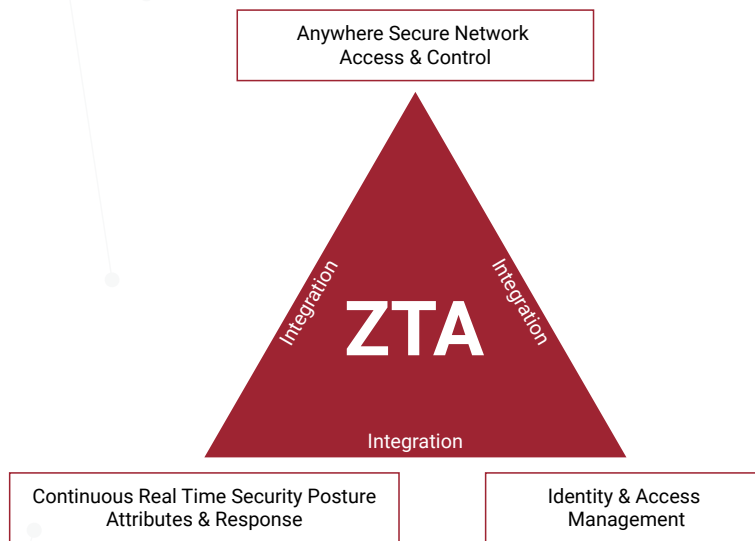 Anywhere Secure Network
Access & Control
Integration
Integration
ZTA
Integration
Continuous Real Time Security Posture
Attributes & Response
Identity & Access
Management